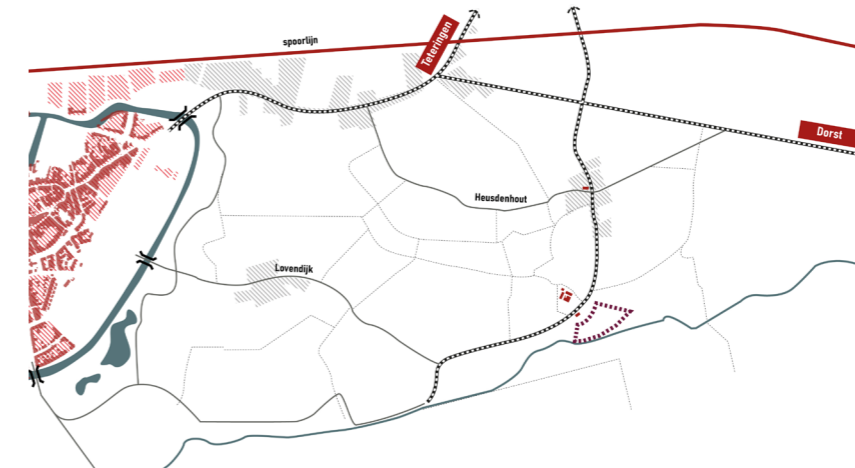 spoorlijn
Teteringen
Dorst
Heusdenhout
Lovendijk